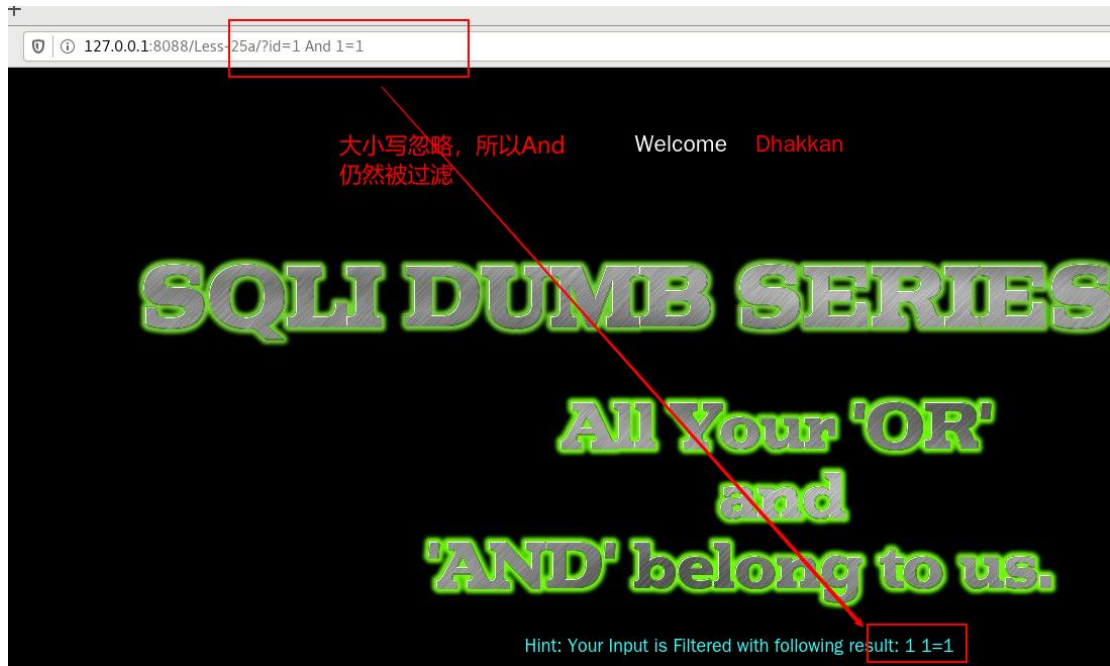 127.0.0.1:8088/Less-25a/?id=1 And 1=1
大小写忽略，所以And
仍然被过滤
Welcome Dhakkan
SQLI DUMB SERIES
All Your 'OR'
and
'AND' belong to us.
Hint: Your Input is Filtered with following result: 1 1=1